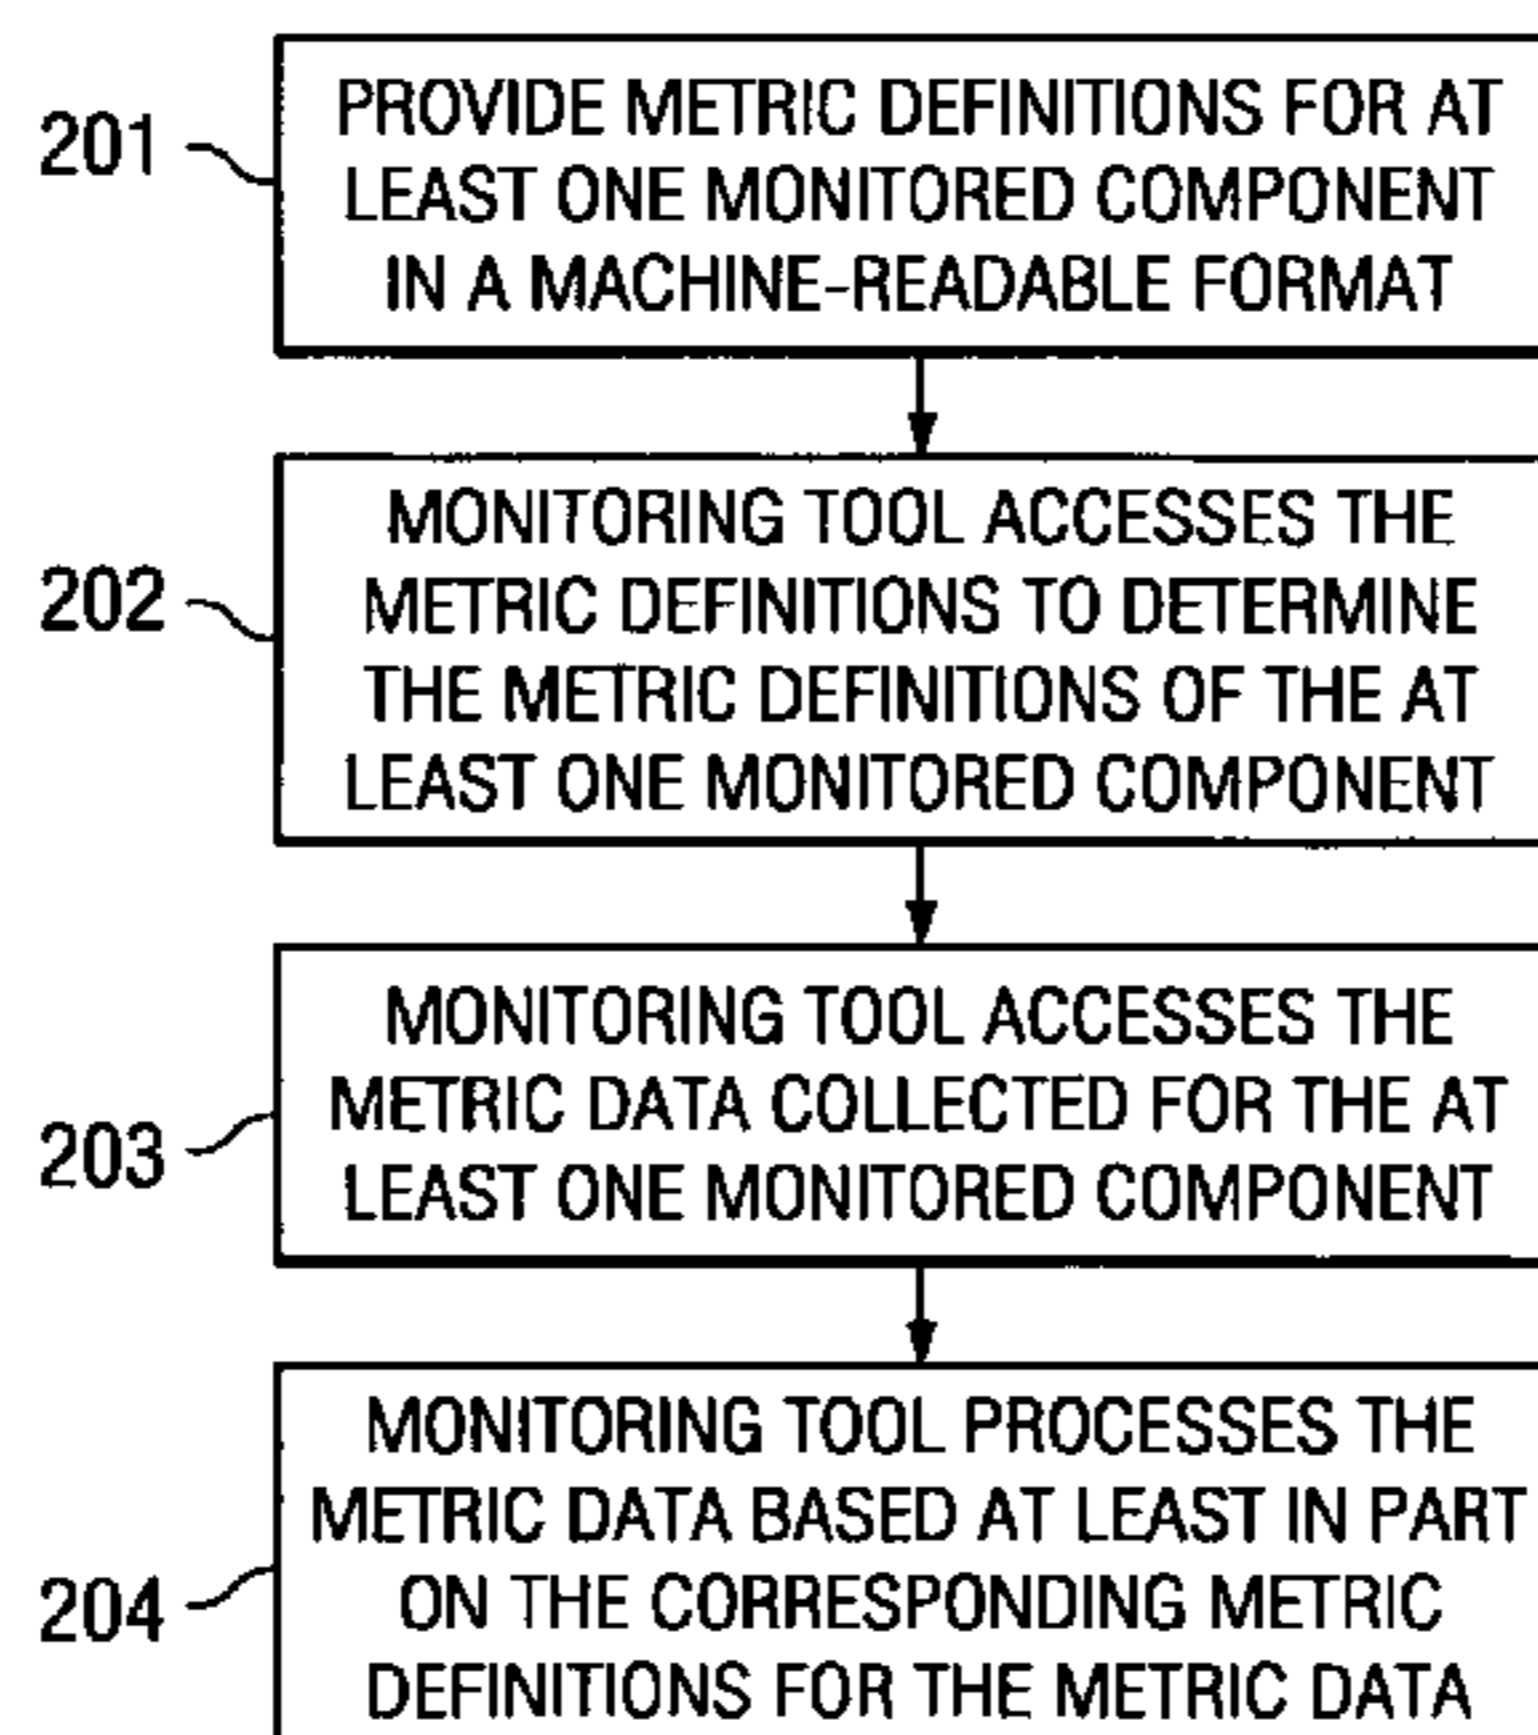 201
PROVIDE METRIC DEFINITIONS FOR AT
LEAST ONE MONITORED COMPONENT
IN A MACHINE-READABLE FORMAT
202
MONITORING TOOL ACCESSES THE
METRIC DEFINITIONS TO DETERMINE
THE METRIC DEFINITIONS OF THE AT
LEAST ONE MONITORED COMPONENT
203
MONITORING TOOL ACCESSES THE
METRIC DATA COLLECTED FOR THE AT
LEAST ONE MONITORED COMPONENT
204
MONITORING TOOL PROCESSES THE
METRIC DATA BASED AT LEAST IN PART
ON THE CORRESPONDING METRIC
DEFINITIONS FOR THE METRIC DATA